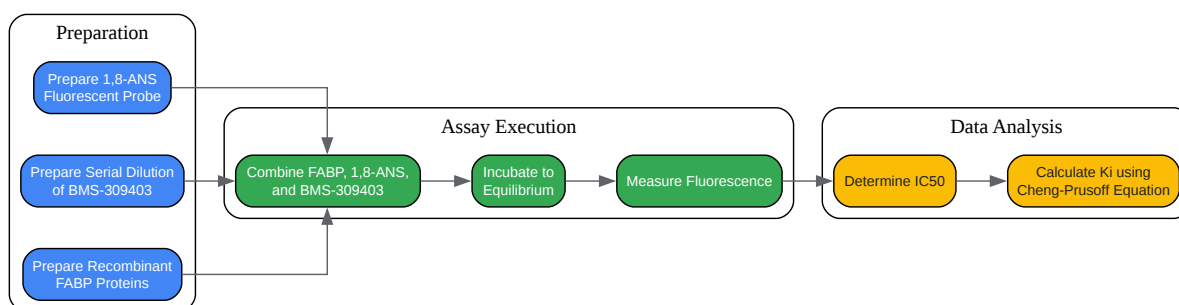 Preparation
Prepare 1,8-ANS
Fluorescent Probe
Prepare Serial Dilution
of BMS-309403
Prepare Recombinant
FABP Proteins
Assay Execution
Combine FABP, 1,8-ANS,
and BMS-309403
Incubate to
Equilibrium
Measure Fluorescence
Data Analysis
Determine IC50
Calculate Ki using
Cheng-Prusoff Equation